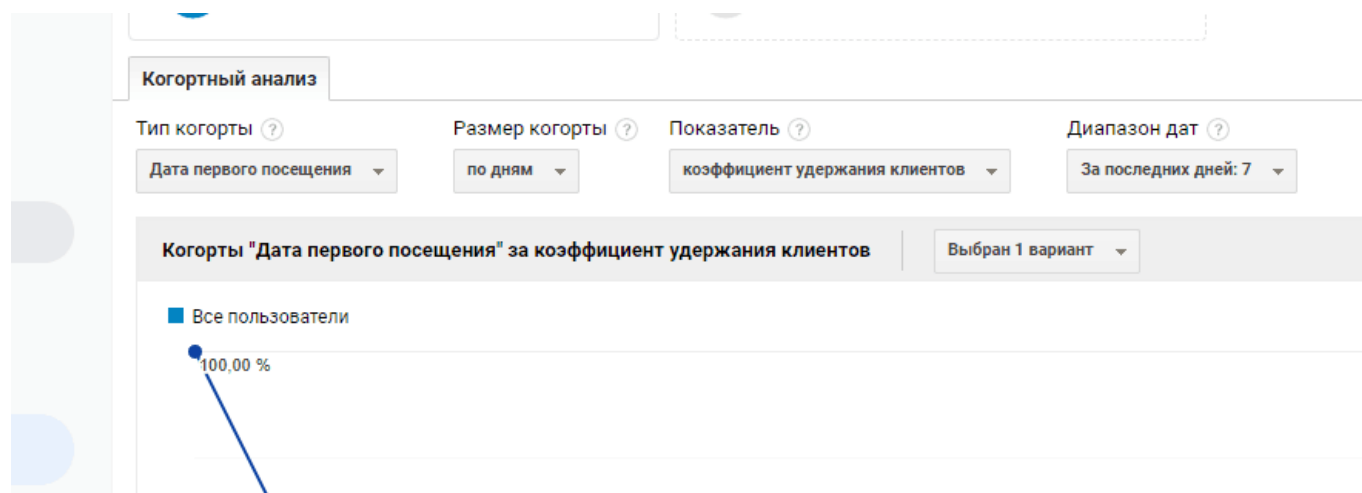 Когортный анализ
Тип когорты ? Размер когорты ? Показатель ? Диапазон дат ?
Дата первого посещения по дням коэффициент удержания клиентов За последних дней: 7
Когорты "Дата первого посещения" за коэффициент удержания клиентов Выбран 1 вариант
Все пользователи
100,00 %